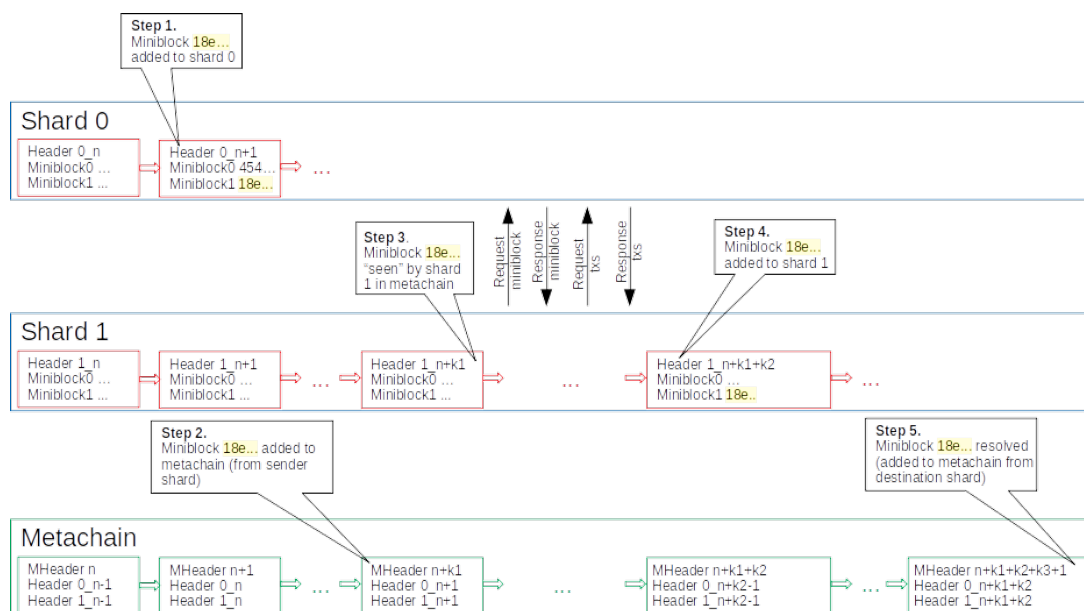 Step 1.
Miniblock 18e...
added to shard 0
Shard 0
Header 0_n
Miniblock0 ...
Miniblock1 ...
Header 0_n+1
Miniblock0 454...
Miniblock1 18e...
...
Step 3.
Miniblock 18e...
“seen” by shard
1 in metachain
Request
miniblock
Response
miniblock
Request
txs
Response
txs
Step 4.
Miniblock 18e...
added to shard 1
Shard 1
Header 1_n
Miniblock0 ...
Miniblock1 ...
Header 1_n+1
Miniblock0 ...
Miniblock1 ...
...
Header 1_n+k1
Miniblock0 ...
Miniblock1 ...
...
Header 1_n+k1+k2
Miniblock0 ...
Miniblock1 18e..
...
Step 2.
Miniblock 18e... added to
metachain (from sender
shard)
Step 5.
Miniblock 18e... resolved
(added to metachain from
destination shard)
Metachain
MHeader n
Header 0_n-1
Header 1_n-1
MHeader n+1
Header 0_n
Header 1_n
...
MHeader n+k1
Header 0_n+1
Header 1_n+1
...
MHeader n+k1+k2
Header 0_n+k2-1
Header 1_n+k2-1
...
MHeader n+k1+k2+k3+1
Header 0_n+k1+k2
Header 1_n+k1+k2